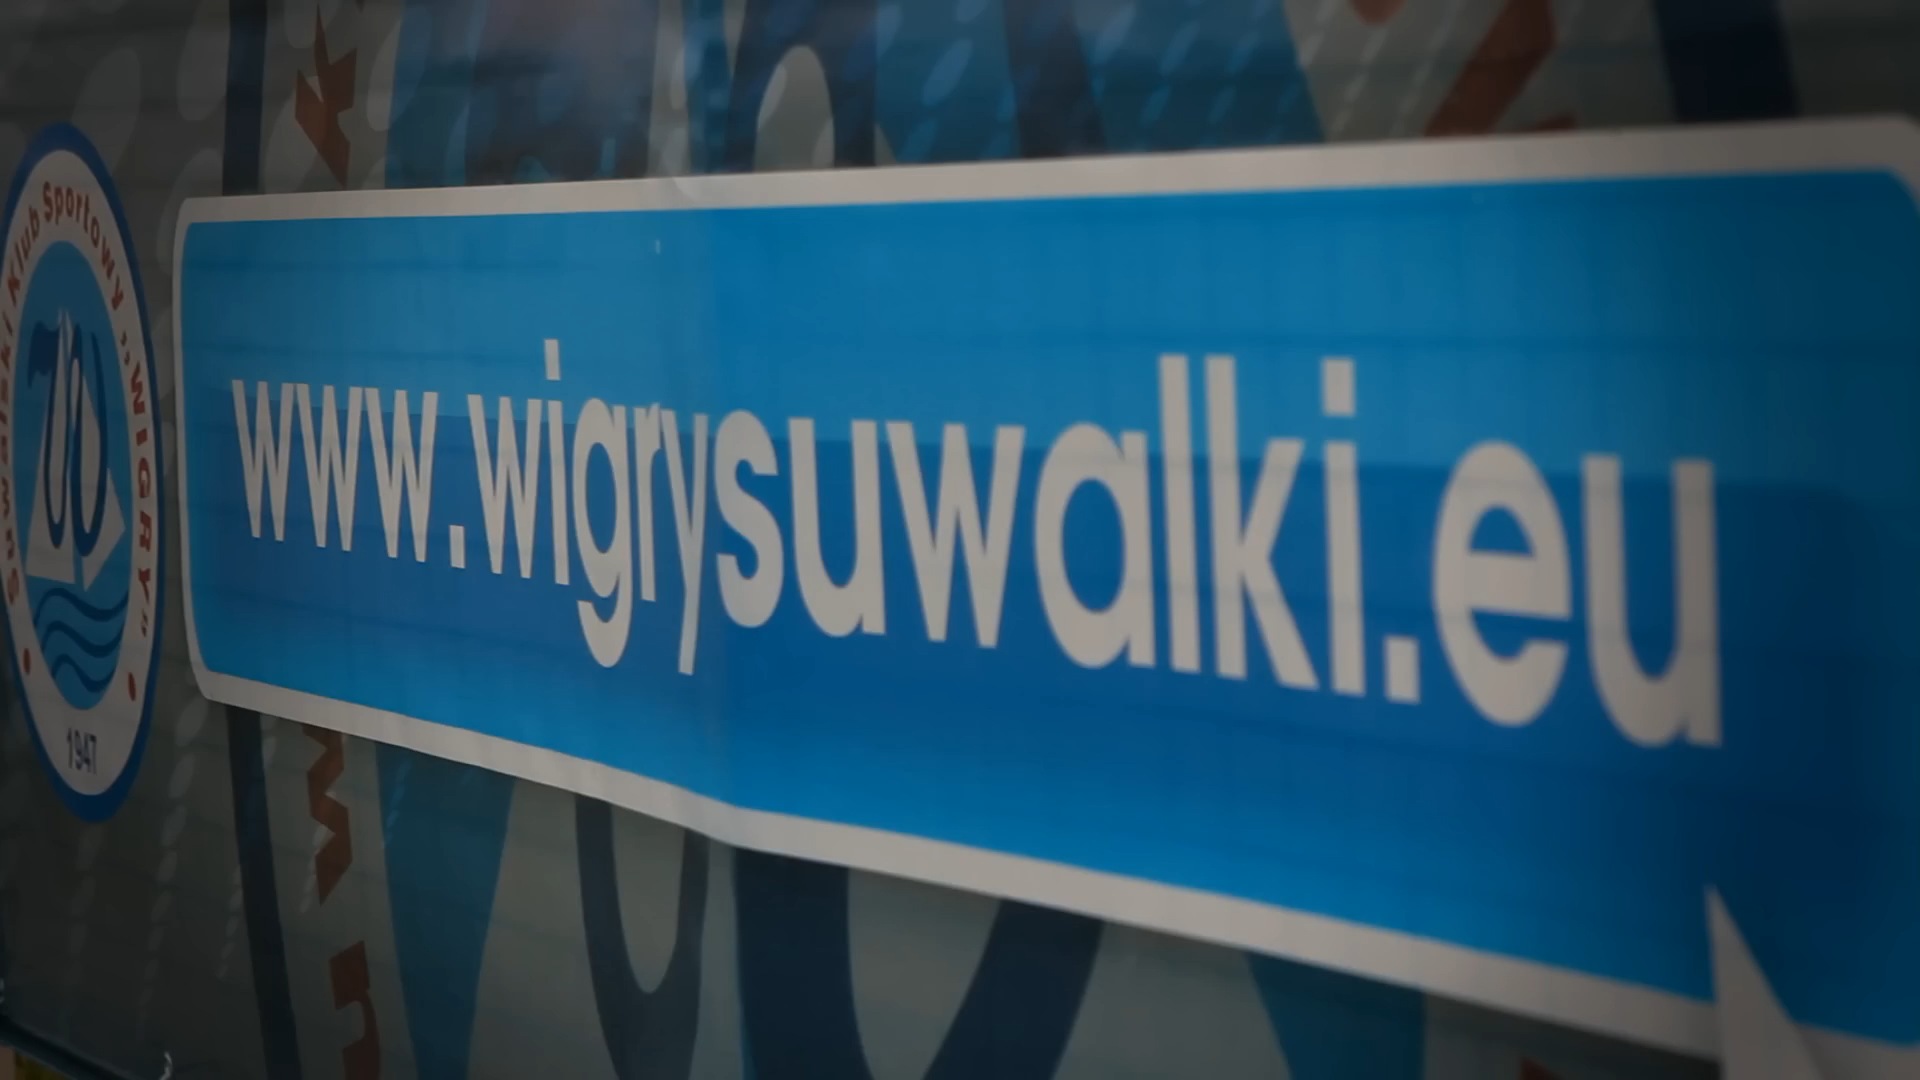 Suwalski Klub Sportowy „WIGRY”
1947
www.wigrysuwalki.eu